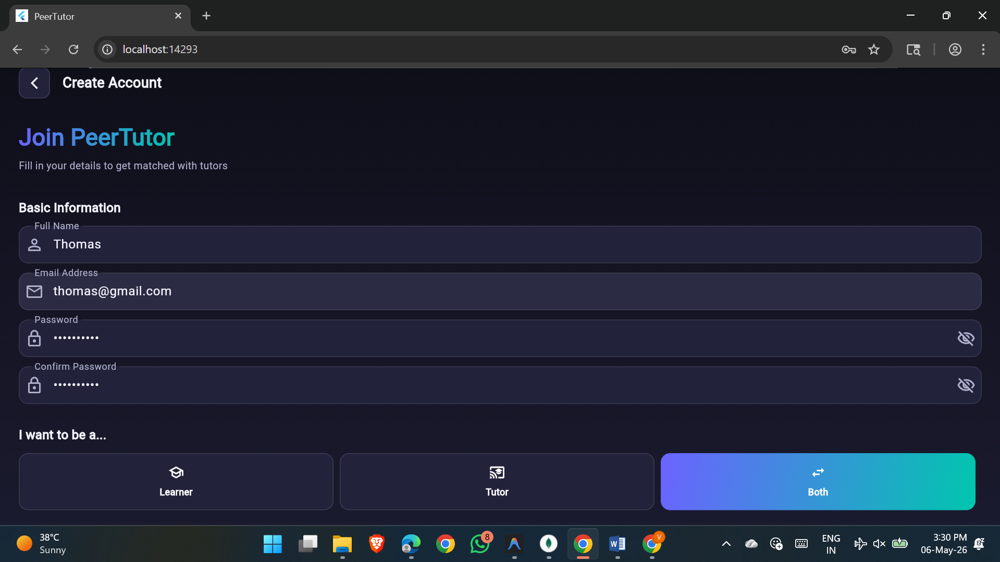 PeerTutor
localhost:14293
Create Account
Join PeerTutor
Fill in your details to get matched with tutors
Basic Information
Full Name
Thomas
Email Address
thomas@gmail.com
Password
••••••••••
Confirm Password
••••••••••
I want to be a...
Learner
Tutor
Both
38°C
Sunny
8
W
V
ENG
IN
3:30 PM
06-May-26